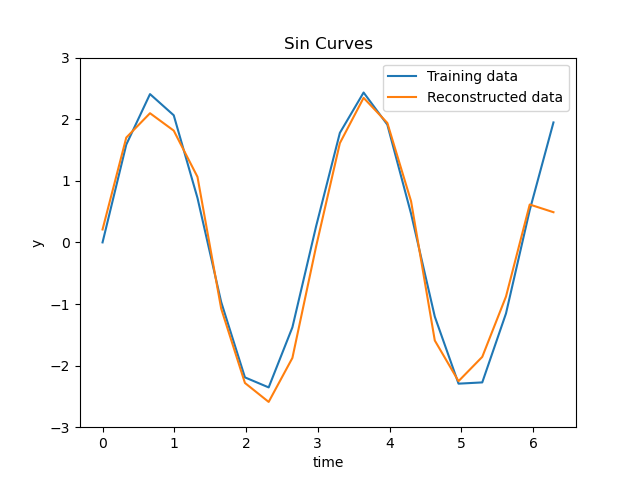 Sin Curves
Training data
Reconstructed data
3
2
1
0
−1
−2
−3
y
0
1
2
3
4
5
6
time